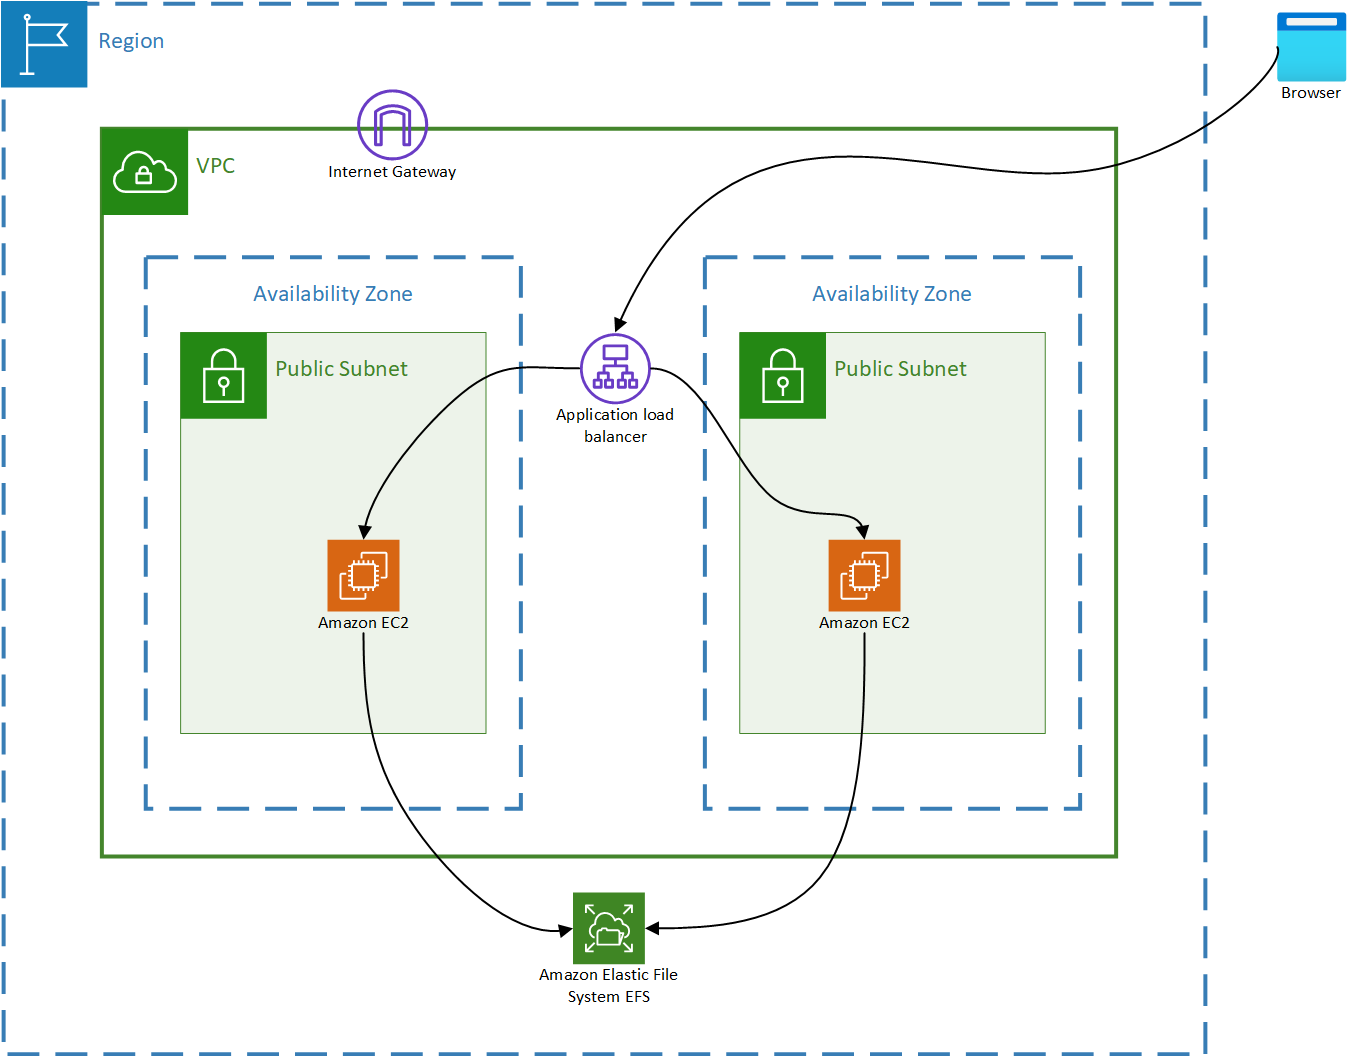 Region
Browser
VPC
Internet Gateway
Availability Zone
Availability Zone
Public Subnet
Public Subnet
Application load
balancer
Amazon EC2
Amazon EC2
Amazon Elastic File
System EFS